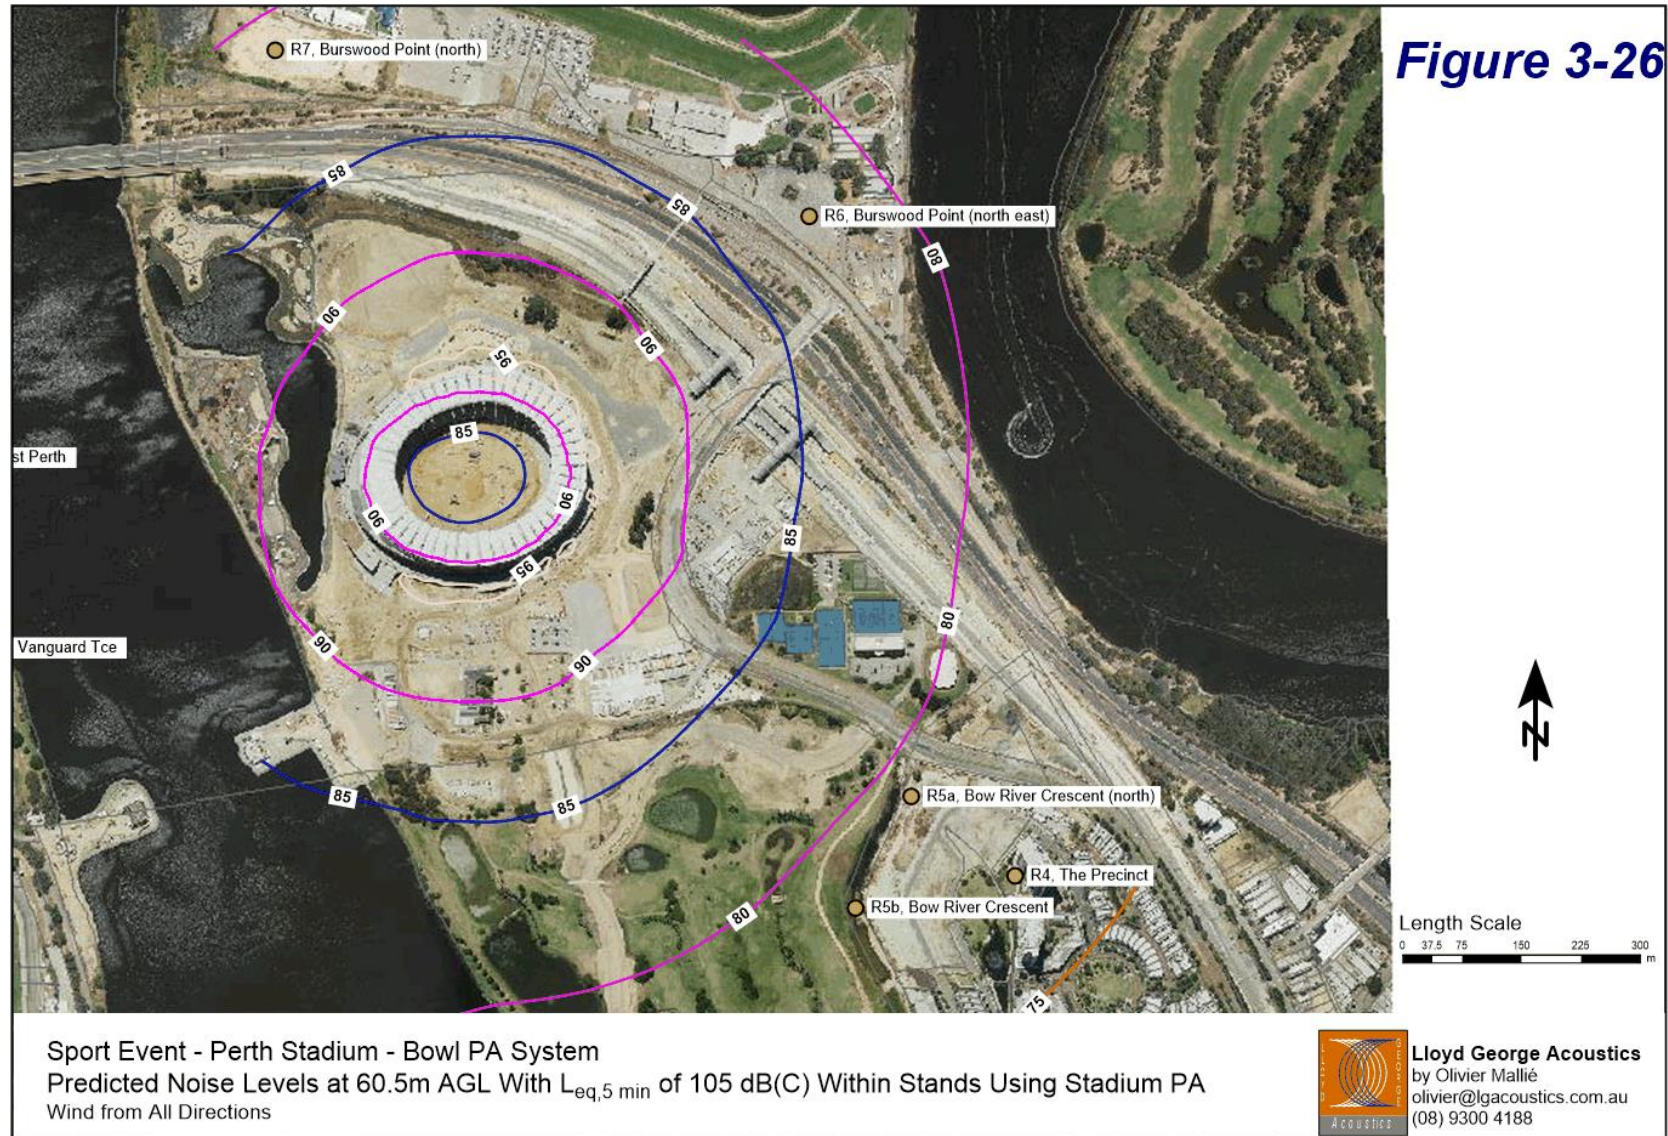 Figure 3-26
R7, Burswood Point (north)
85
85
R6, Burswood Point (north east)
80
90
90
95
85
st Perth
90
90
85
95
80
90
90
Vanguard Tce
85
85
R5a, Bow River Crescent (north)
R4, The Precinct
R5b, Bow River Crescent
80
75
N
Length Scale
0 37.5 75 150 225 300
m
Sport Event - Perth Stadium - Bowl PA System
Predicted Noise Levels at 60.5m AGL With Leq,5 min of 105 dB(C) Within Stands Using Stadium PA
Wind from All Directions
LLOYD
GEORGE
Acoustics
Lloyd George Acoustics
by Olivier Mallié
olivier@lgacoustics.com.au
(08) 9300 4188